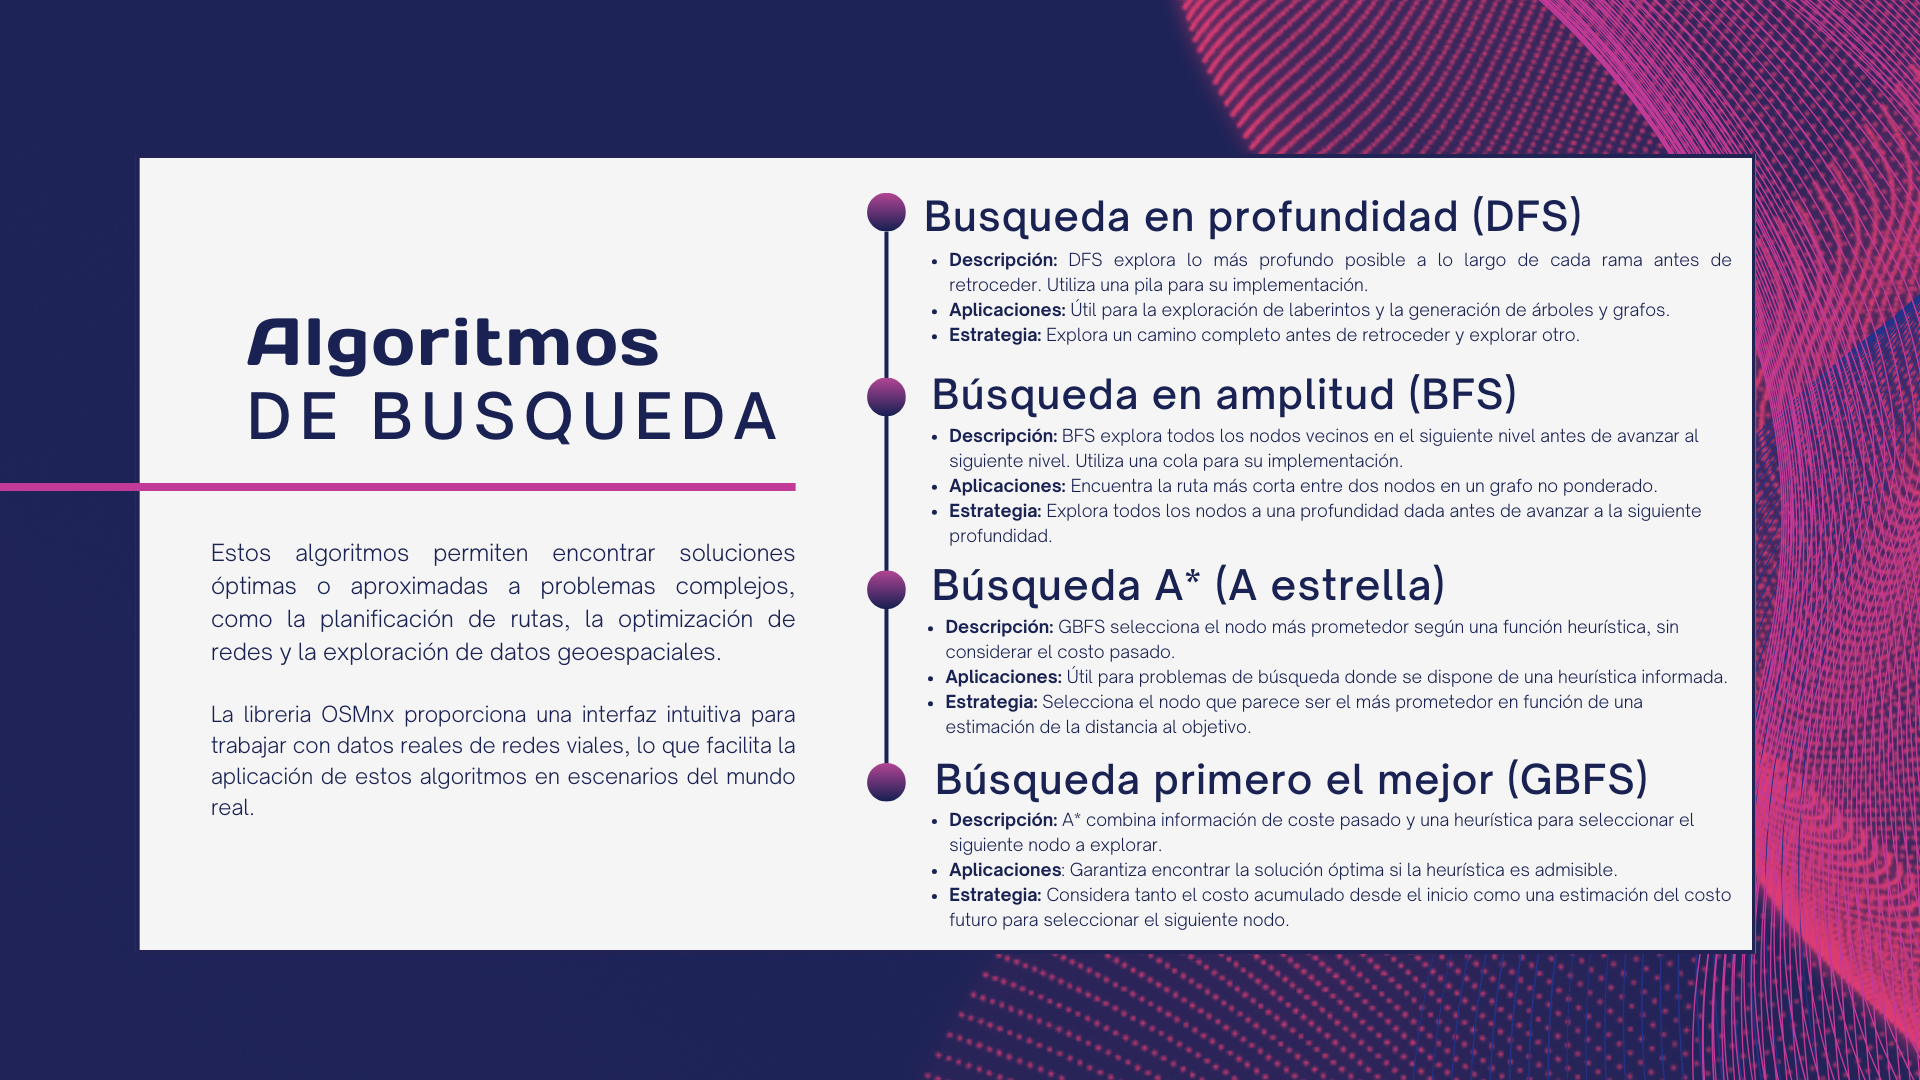 Algoritmos
DE BUSQUEDA
Estos algoritmos permiten encontrar soluciones
óptimas o aproximadas a problemas complejos,
como la planificación de rutas, la optimización de
redes y la exploración de datos geoespaciales.
La libreria OSMnx proporciona una interfaz intuitiva para
trabajar con datos reales de redes viales, lo que facilita la
aplicación de estos algoritmos en escenarios del mundo
real.
Busqueda en profundidad (DFS)
• Descripción: DFS explora lo más profundo posible a lo largo de cada rama antes de
retroceder. Utiliza una pila para su implementación.
• Aplicaciones: Útil para la exploración de laberintos y la generación de árboles y grafos.
• Estrategia: Explora un camino completo antes de retroceder y explorar otro.
Búsqueda en amplitud (BFS)
• Descripción: BFS explora todos los nodos vecinos en el siguiente nivel antes de avanzar al
siguiente nivel. Utiliza una cola para su implementación.
• Aplicaciones: Encuentra la ruta más corta entre dos nodos en un grafo no ponderado.
• Estrategia: Explora todos los nodos a una profundidad dada antes de avanzar a la siguiente
profundidad.
Búsqueda A* (A estrella)
• Descripción: GBFS selecciona el nodo más prometedor según una función heurística, sin
considerar el costo pasado.
• Aplicaciones: Útil para problemas de búsqueda donde se dispone de una heurística informada.
• Estrategia: Selecciona el nodo que parece ser el más prometedor en función de una
estimación de la distancia al objetivo.
Búsqueda primero el mejor (GBFS)
• Descripción: A* combina información de coste pasado y una heurística para seleccionar el
siguiente nodo a explorar.
• Aplicaciones: Garantiza encontrar la solución óptima si la heurística es admisible.
• Estrategia: Considera tanto el costo acumulado desde el inicio como una estimación del costo
futuro para seleccionar el siguiente nodo.